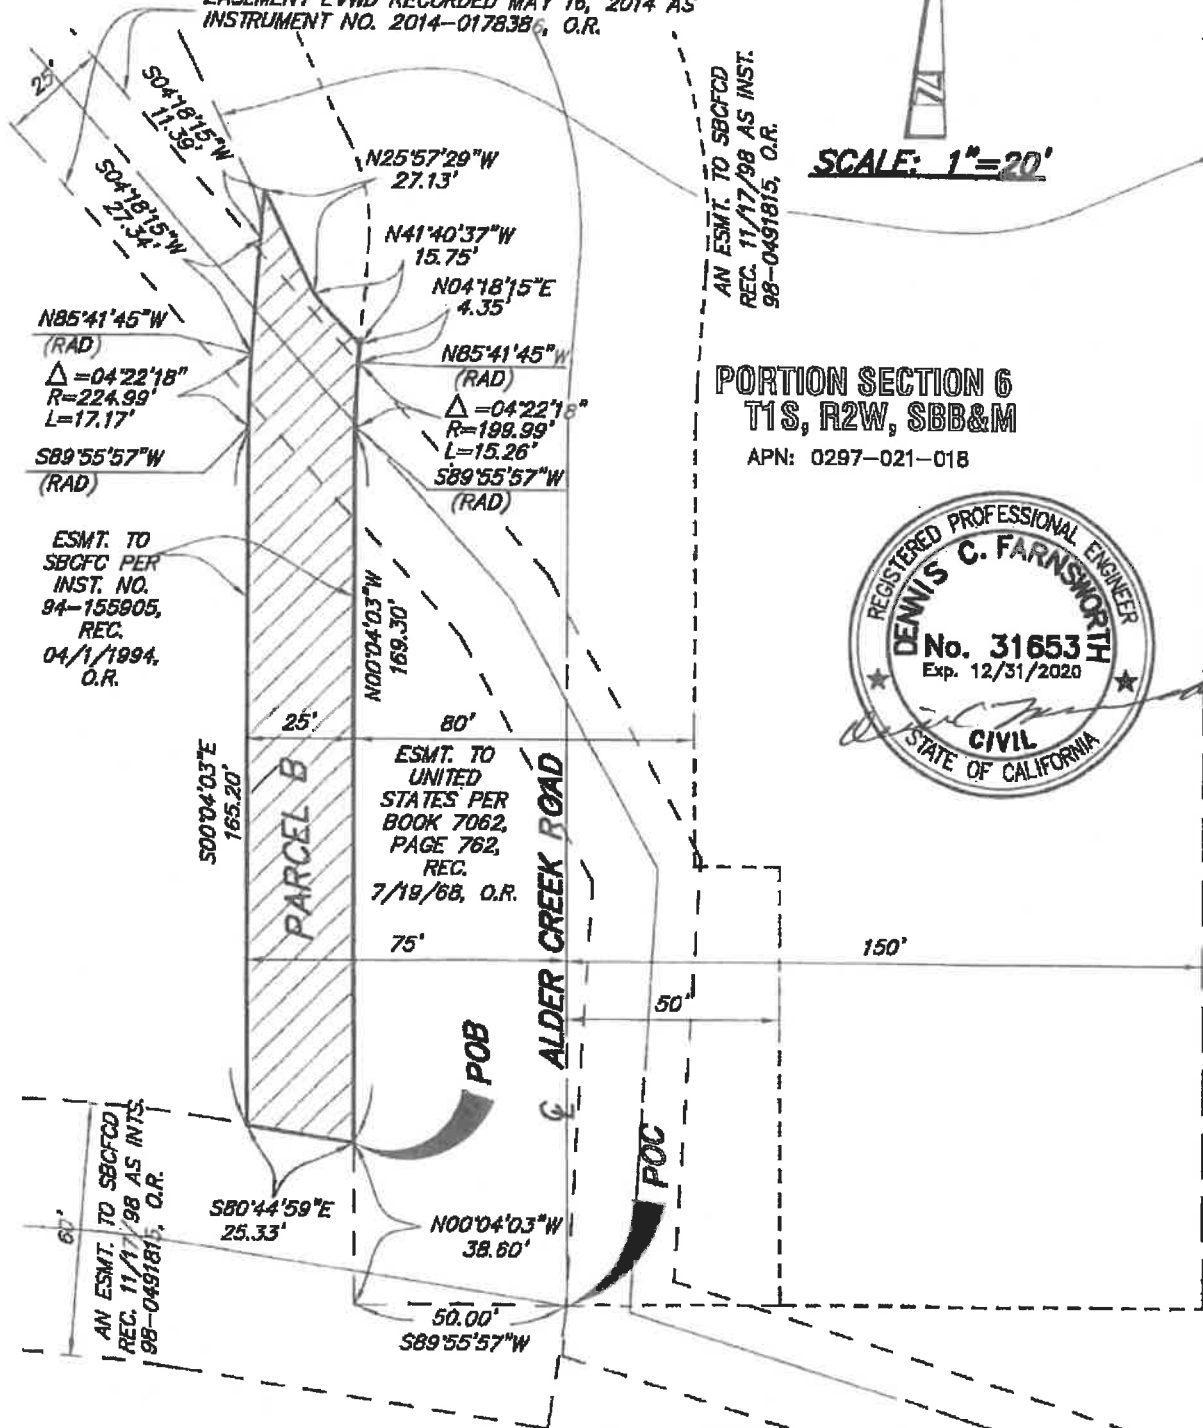 EASEMENT EVWD RECORDED MAY 16, 2014 AS
INSTRUMENT NO. 2014-0178386, O.R.
25'
S04°18'15"W
11.39'
S04°18'15"W
27.34'
N25°57'29"W
27.13'
N41°40'37"W
15.75'
N04°18'15"E
4.35'
AN ESMT. TO SBCFCD
REC. 11/17/98 AS INST.
98-0491815, O.R.
SCALE: 1"=20'
N85°41'45"W
(RAD)
Δ=04°22'18"
R=224.99'
L=17.17'
S89°55'57"W
(RAD)
N85°41'45"W
(RAD)
Δ=04°22'18"
R=199.99'
L=15.26'
S89°55'57"W
(RAD)
PORTION SECTION 6
T1S, R2W, SBB&M
APN: 0297-021-018
REGISTERED PROFESSIONAL ENGINEER
DENNIS C. FARNSWORTH
No. 31653
Exp. 12/31/2020
CIVIL
STATE OF CALIFORNIA
ESMT. TO
SBCFC PER
INST. NO.
94-155905,
REC.
04/1/1994,
O.R.
N00°04'03"W
169.30'
25'
80'
S00°04'03"E
165.20'
PARCEL B
ESMT. TO
UNITED
STATES PER
BOOK 7062,
PAGE 762,
REC.
7/19/68, O.R.
ALDER CREEK ROAD
75'
150'
50'
POB
POC
AN ESMT. TO SBCFCD
REC. 11/17/98 AS INTS.
98-0491815, O.R.
60'
S80°44'59"E
25.33'
N00°04'03"W
38.60'
50.00'
S89°55'57"W